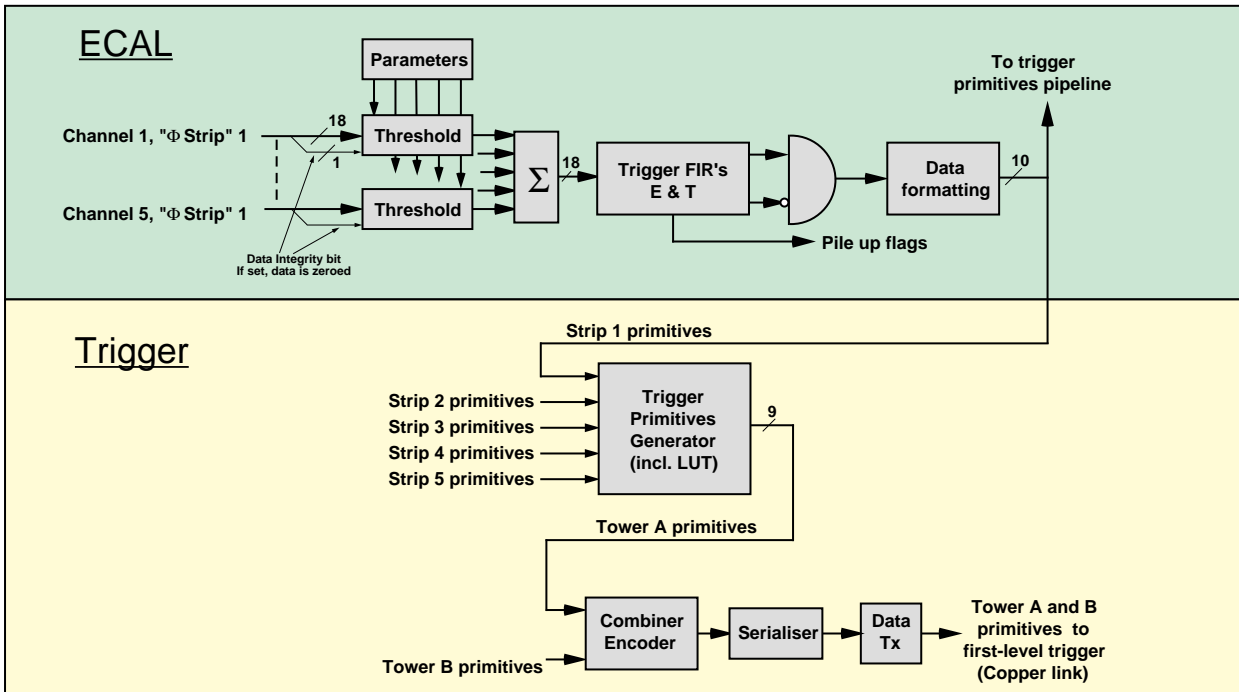 ECAL
Parameters
To trigger
primitives pipeline
Channel 1, "Φ Strip" 1
18
1
Threshold
Σ
18
Trigger FIR's
E & T
Data
formatting
10
Channel 5, "Φ Strip" 1
Threshold
Pile up flags
Data Integrity bit
If set, data is zeroed
Trigger
Strip 1 primitives
Strip 2 primitives
Strip 3 primitives
Strip 4 primitives
Strip 5 primitives
Trigger
Primitives
Generator
(incl. LUT)
9
Tower A primitives
Tower B primitives
Combiner
Encoder
Serialiser
Data
Tx
Tower A and B
primitives to
first-level trigger
(Copper link)